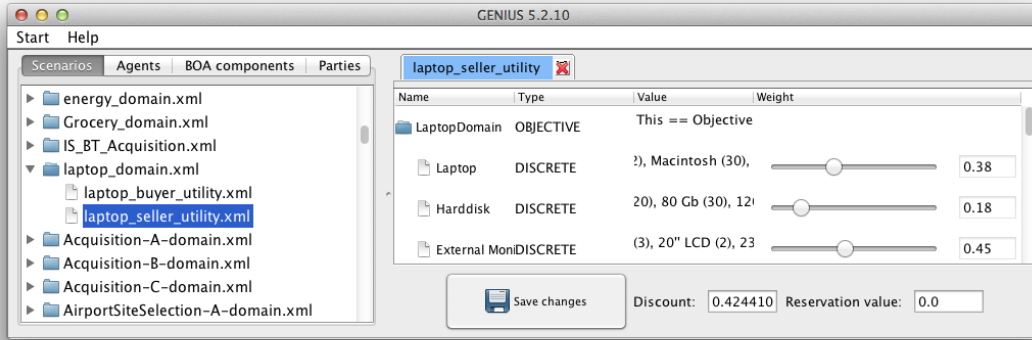 GENIUS 5.2.10
Start Help
Scenarios Agents BOA components Parties
energy_domain.xml
Grocery_domain.xml
IS_BT_Acquisition.xml
laptop_domain.xml
laptop_buyer_utility.xml
laptop_seller_utility.xml
Acquisition-A-domain.xml
Acquisition-B-domain.xml
Acquisition-C-domain.xml
AirportSiteSelection-A-domain.xml
laptop_seller_utility
Name Type Value Weight
LaptopDomain OBJECTIVE This == Objective
Laptop DISCRETE 2), Macintosh (30), 0.38
Harddisk DISCRETE 20), 80 Gb (30), 12 0.18
External Moni DISCRETE (3), 20" LCD (2), 23 0.45
Save changes Discount: 0.424410 Reservation value: 0.0